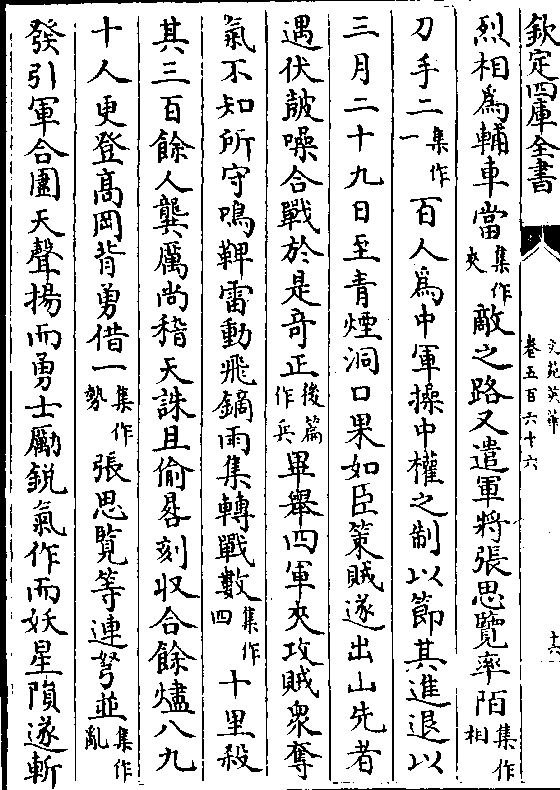 欽定四庫全書
文苑英華
卷五百六十六
十六
烈相爲輔車當集作夾敵之路又遣軍將張思覽率陌集作相
刀手二集作一百人爲中軍操中權之制以節其進退以
三月二十九日至青煙洞口果如臣策賊遂出山先者
遇伏皷噪合戰於是竒正後篇作兵畢舉四軍夾攻賊衆奪
氣不知所守鳴鞞雷動飛鏑雨集轉戰數集作四十里殺
其三百餘人龔厲尚稽天誅且偷晷刻収合餘燼八九
十人更登髙岡背勇借一集作勢張思覽等連弩並集作亂
發引軍合圍天聲揚而勇士勵鋭氣作而妖星隕遂斬